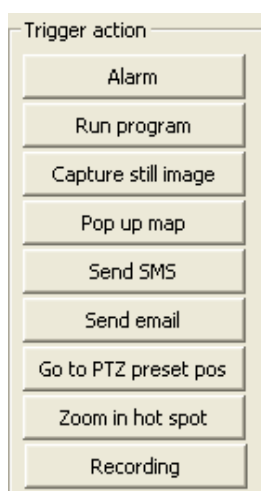 Trigger action
Alarm
Run program
Capture still image
Pop up map
Send SMS
Send email
Go to PTZ preset pos
Zoom in hot spot
Recording